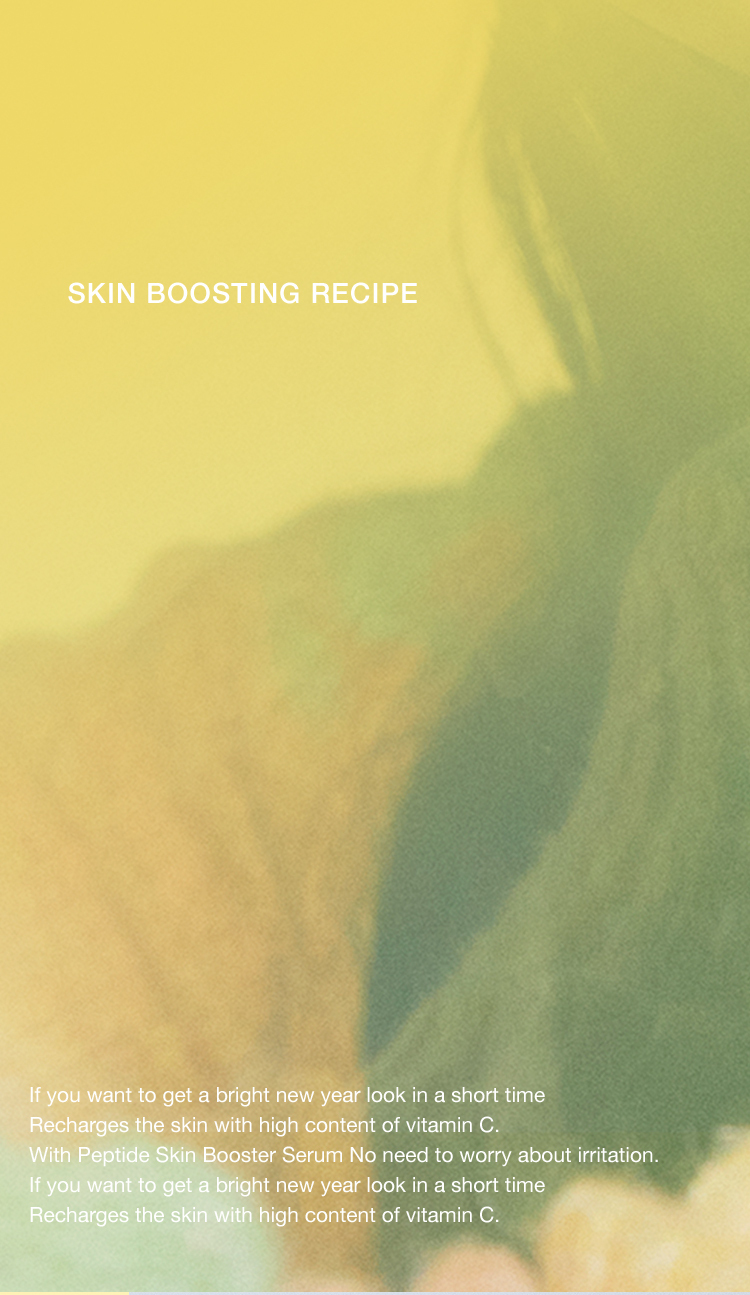 SKIN BOOSTING RECIPE
If you want to get a bright new year look in a short time
Recharges the skin with high content of vitamin C.
With Peptide Skin Booster Serum No need to worry about irritation.
If you want to get a bright new year look in a short time
Recharges the skin with high content of vitamin C.